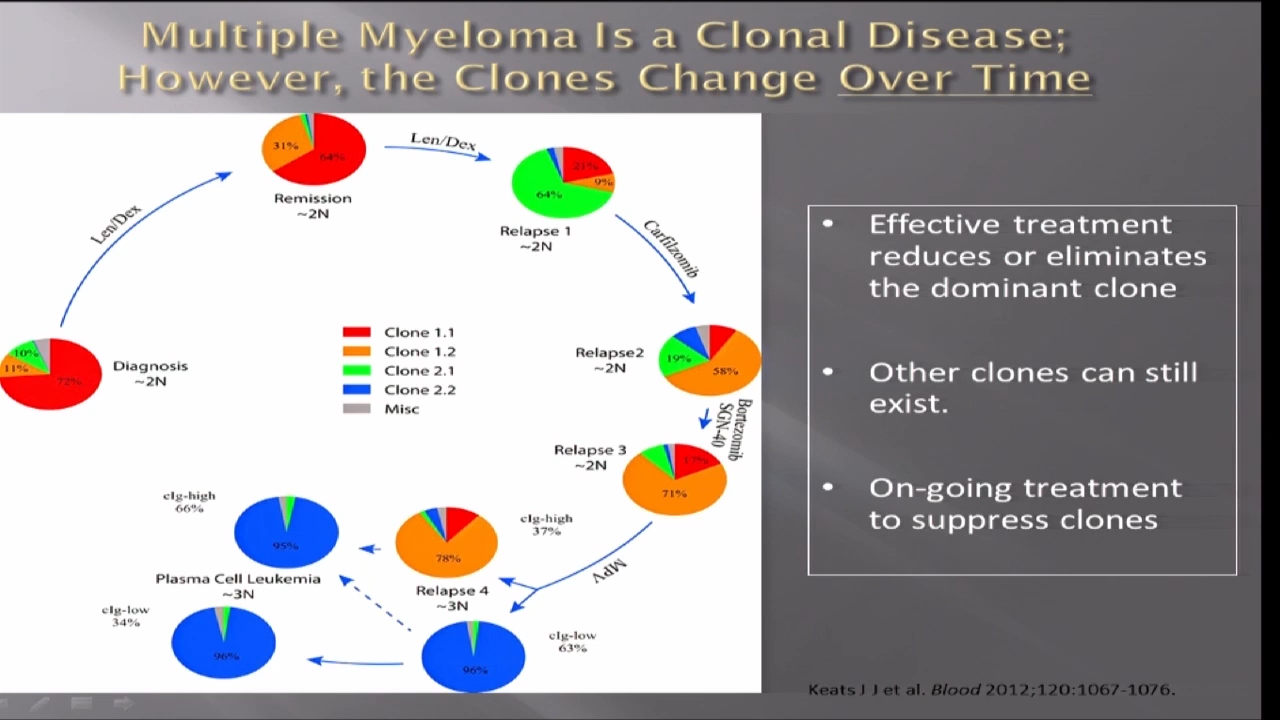 Multiple Myeloma Is a Clonal Disease;
However, the Clones Change Over Time
31%
64%
Remission
~2N
Len/Dex
21%
9%
64%
Relapse 1
~2N
Len/Dex
Carfilzomib
10%
11%
72%
Diagnosis
~2N
Clone 1.1
Clone 1.2
Clone 2.1
Clone 2.2
Misc
Relapse2
~2N
19%
58%
Bortezomib
SGN-40
Relapse 3
~2N
17%
71%
MPV
cIg-high
66%
95%
Plasma Cell Leukemia
~3N
cIg-low
34%
96%
cIg-high
37%
78%
Relapse 4
~3N
cIg-low
63%
96%
• Effective treatment
reduces or eliminates
the dominant clone
• Other clones can still
exist.
• On-going treatment
to suppress clones
Keats J J et al. Blood 2012;120:1067-1076.